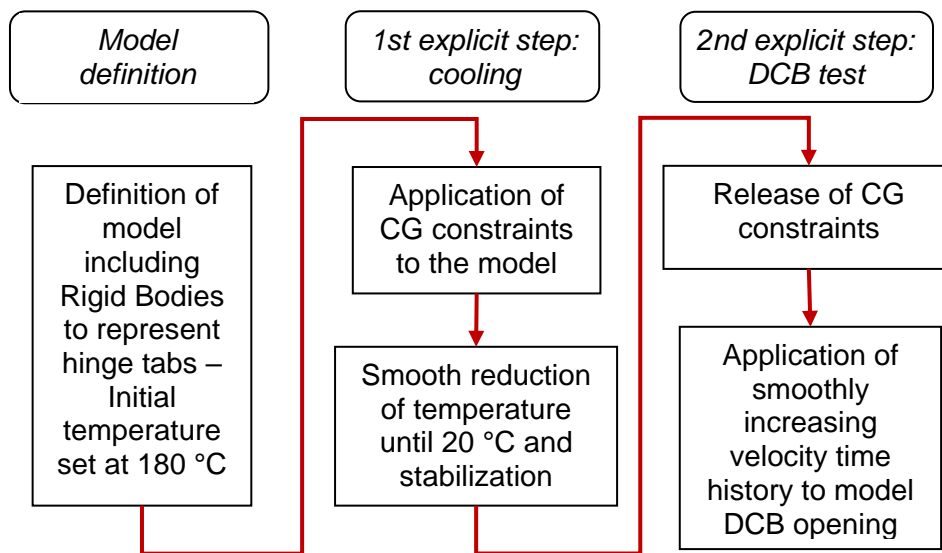 Model
definition
Definition of
model
including
Rigid Bodies
to represent
hinge tabs –
Initial
temperature
set at 180 °C
1st explicit step:
cooling
Application of
CG constraints
to the model
Smooth reduction
of temperature
until 20 °C and
stabilization
2nd explicit step:
DCB test
Release of CG
constraints
Application of
smoothly
increasing
velocity time
history to model
DCB opening